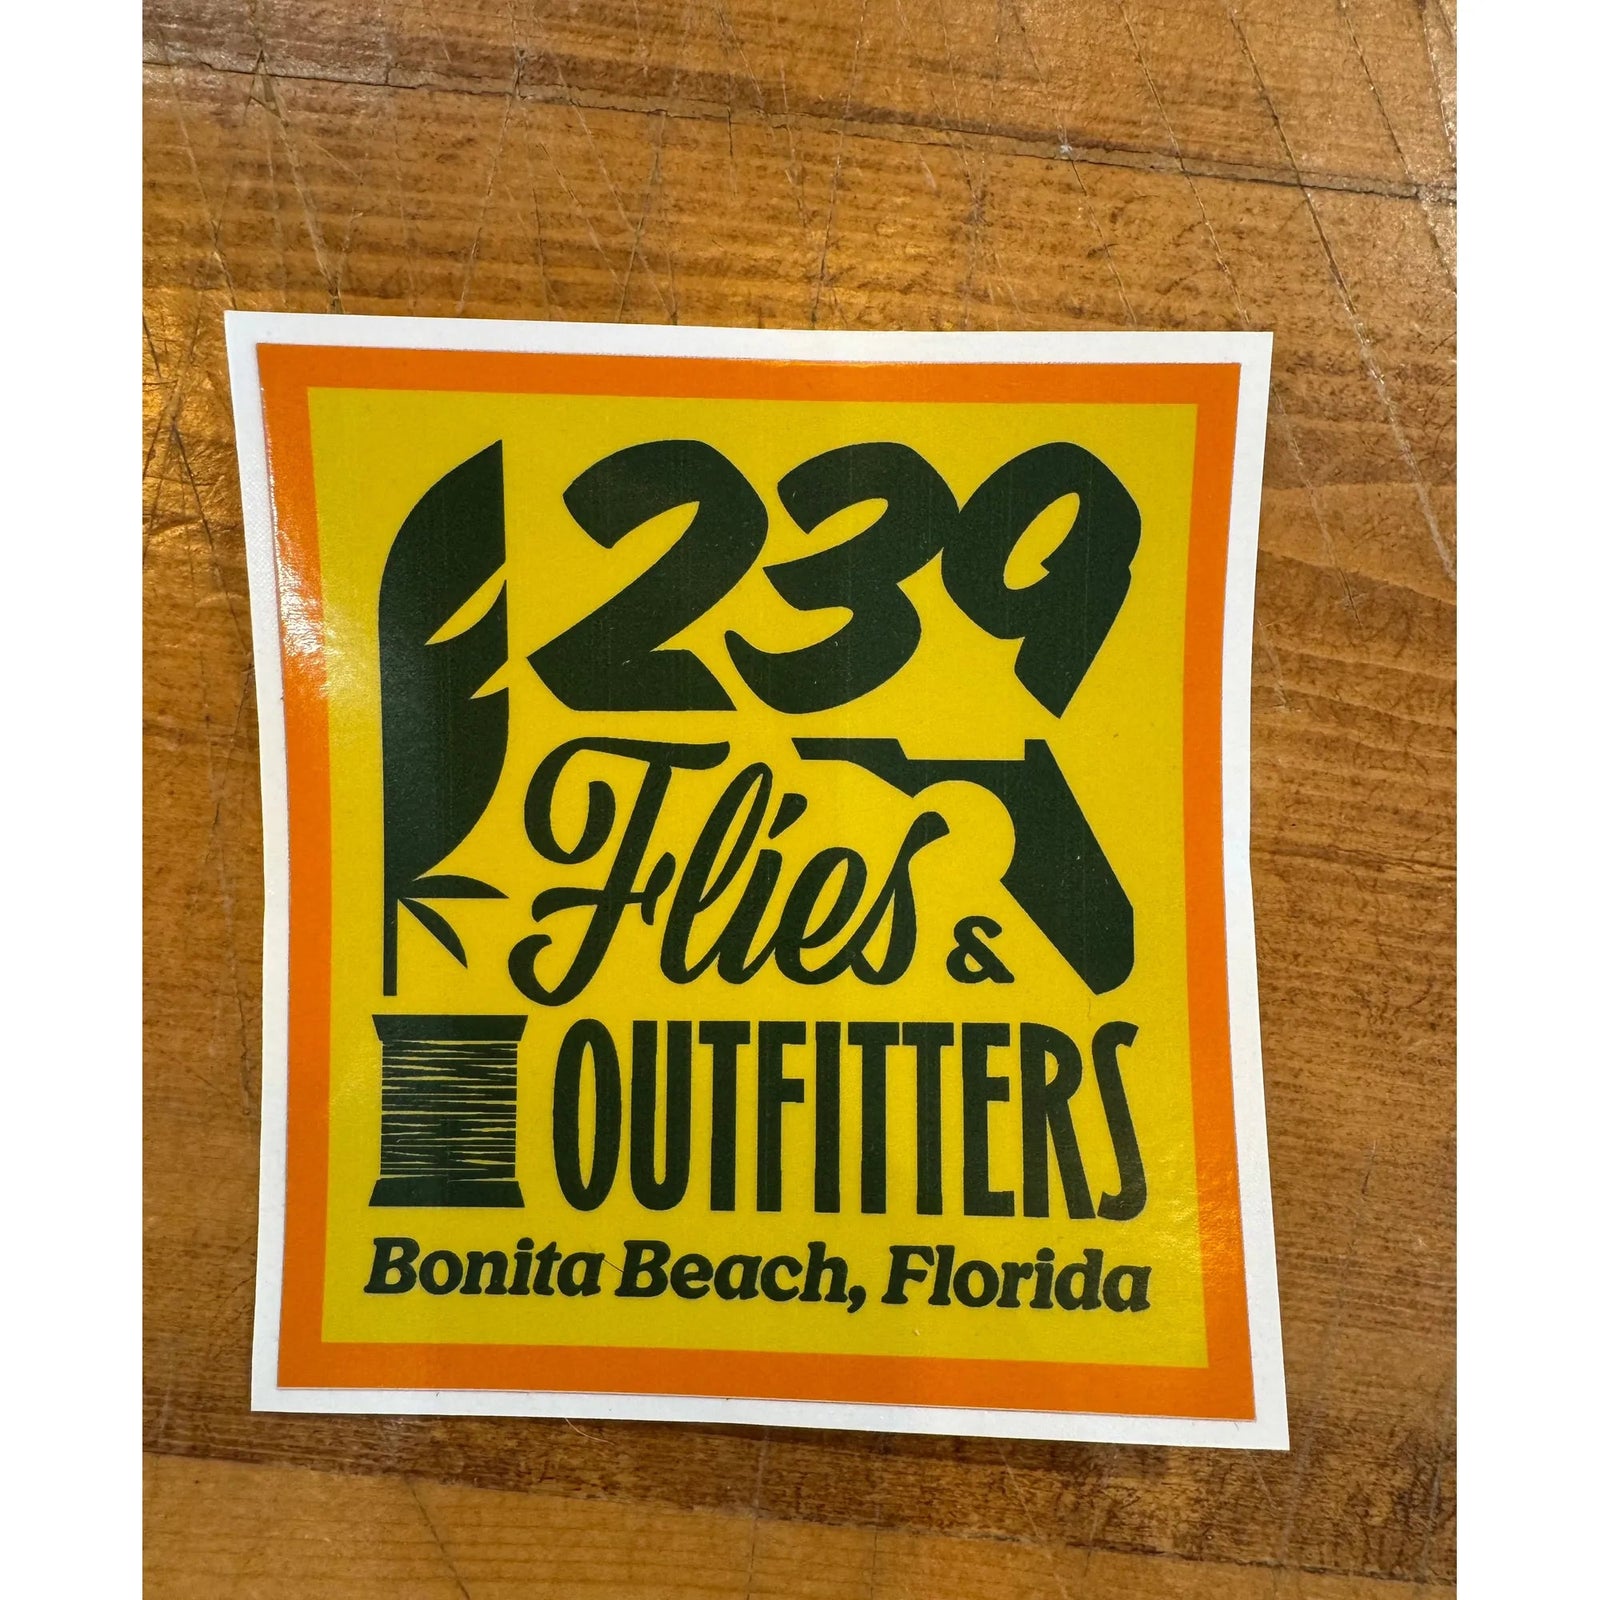 239
Flies &
OUTFITTERS
Bonita Beach, Florida